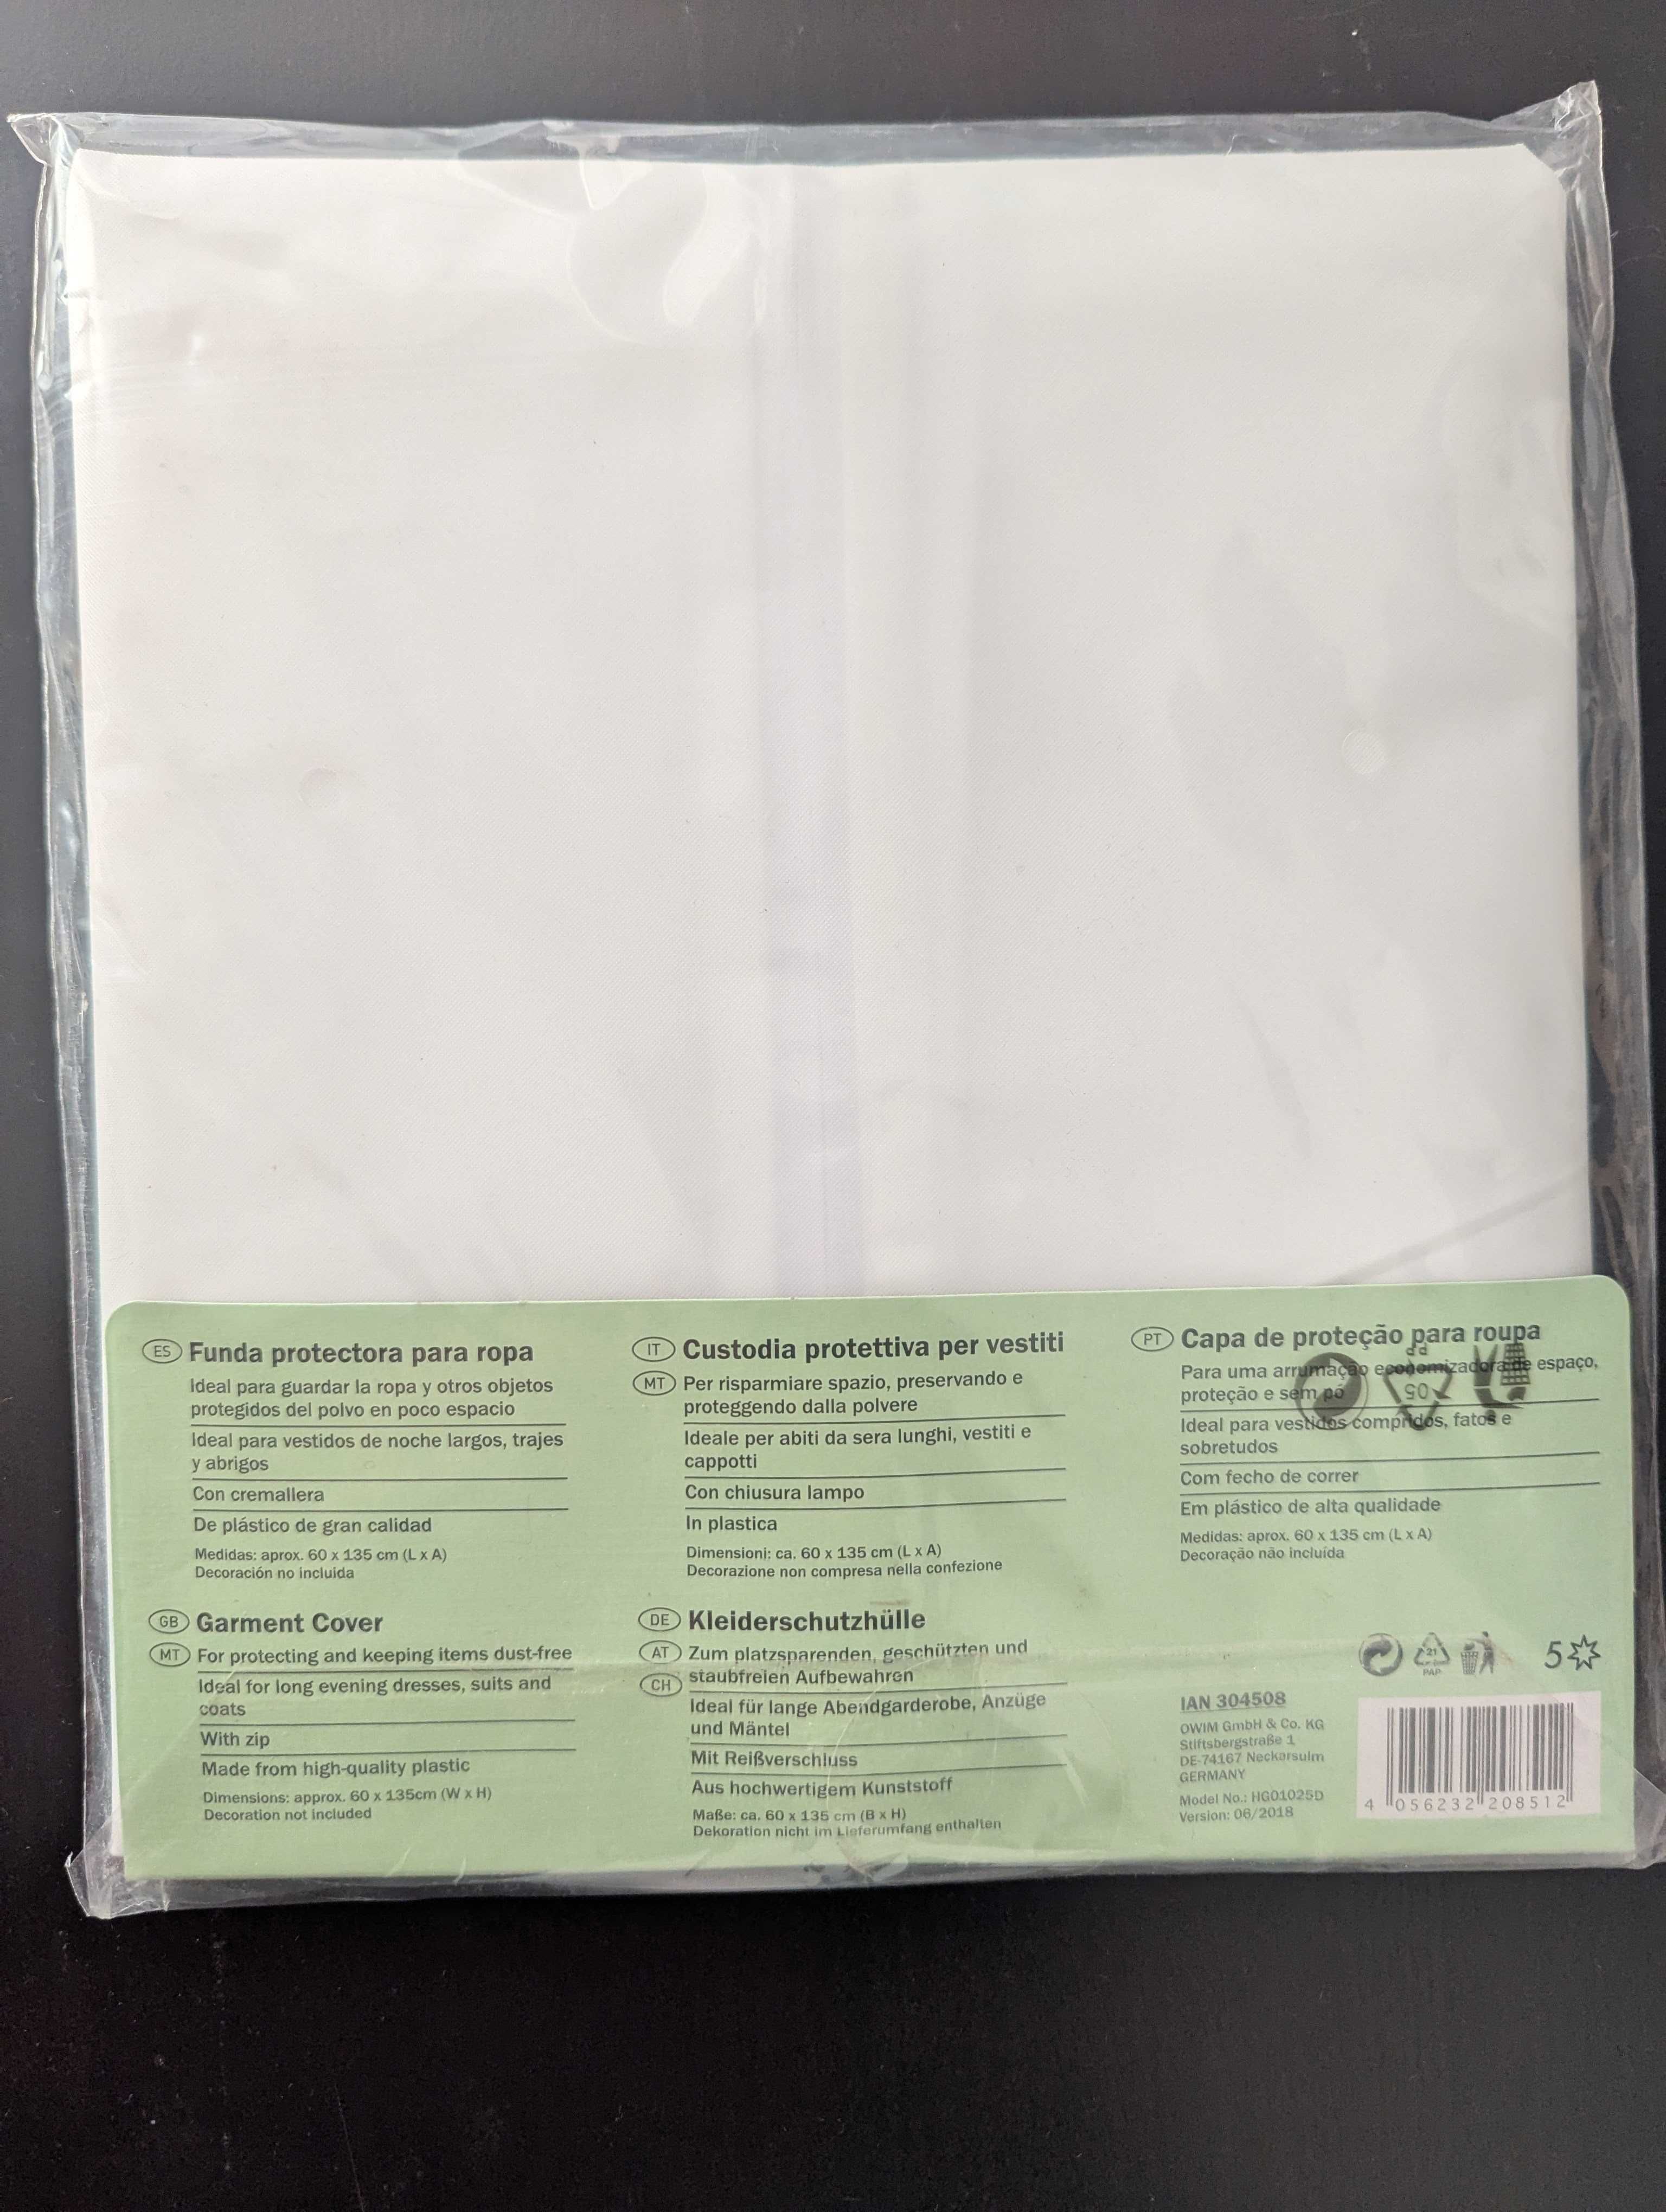 ES Funda protectora para ropa
Ideal para guardar la ropa y otros objetos
protegidos del polvo en poco espacio
Ideal para vestidos de noche largos, trajes
y abrigos
Con cremallera
De plástico de gran calidad
Medidas: aprox. 60 x 135 cm (L x A)
Decoración no incluida
IT Custodia protettiva per vestiti
MT Per risparmiare spazio, preservando e
proteggendo dalla polvere
Ideale per abiti da sera lunghi, vestiti e
cappotti
Con chiusura lampo
In plastica
Dimensioni: ca. 60 x 135 cm (L x A)
Decorazione non compresa nella confezione
PT Capa de proteção para roupa
Para uma arrumação economizadora de espaço,
proteção e sem pó
Ideal para vestidos compridos, fatos e
sobretudos
Com fecho de correr
Em plástico de alta qualidade
Medidas: aprox. 60 x 135 cm (L x A)
Decoração não incluída
PP
05
GB Garment Cover
MT For protecting and keeping items dust-free
Ideal for long evening dresses, suits and
coats
With zip
Made from high-quality plastic
Dimensions: approx. 60 x 135cm (W x H)
Decoration not included
DE Kleiderschutzhülle
AT Zum platzsparenden, geschützten und
CH staubfreien Aufbewahren
Ideal für lange Abendgarderobe, Anzüge
und Mäntel
Mit Reißverschluss
Aus hochwertigem Kunststoff
Maße: ca. 60 x 135 cm (B x H)
Dekoration nicht im Lieferumfang enthalten
21
PAP
5
IAN 304508
OWIM GmbH & Co. KG
Stiftsbergstraße 1
DE-74167 Neckarsulm
GERMANY
Model No.: HG01025D
Version: 06/2018
4 056232 208512